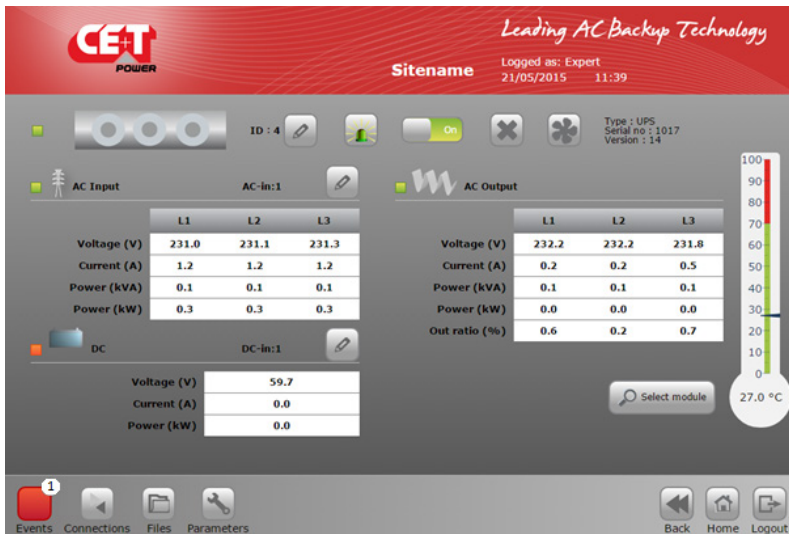 CE+T
POWER
Leading AC Backup Technology
Sitename
Logged as: Expert
21/05/2015 11:39
ID : 4
On
Type : UPS
Serial no : 1017
Version : 14
AC Input AC-in:1
L1 L2 L3
Voltage (V) 231.0 231.1 231.3
Current (A) 1.2 1.2 1.2
Power (kVA) 0.1 0.1 0.1
Power (kW) 0.3 0.3 0.3
DC DC-in:1
Voltage (V) 59.7
Current (A) 0.0
Power (kW) 0.0
AC Output
L1 L2 L3
Voltage (V) 232.2 232.2 231.8
Current (A) 0.2 0.2 0.5
Power (kVA) 0.1 0.1 0.1
Power (kW) 0.0 0.0 0.0
Out ratio (%) 0.6 0.2 0.7
Select module
100
90
80
70
60
50
40
30
20
10
0
27.0 °C
1
Events Connections Files Parameters
Back Home Logout